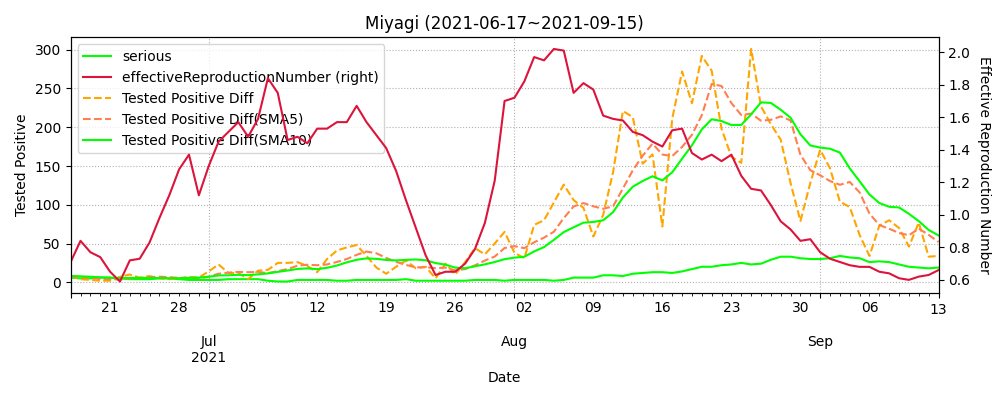 Miyagi (2021-06-17~2021-09-15)
serious
effectiveReproductionNumber (right)
Tested Positive Diff
Tested Positive Diff(SMA5)
Tested Positive Diff(SMA10)
Tested Positive
300
250
200
150
100
50
0
2.0
1.8
1.6
1.4
1.2
1.0
0.8
0.6
Effective Reproduction Number
21 28 05 12 19 26 02 09 16 23 30 06 13
Jul Aug Sep
2021
Date